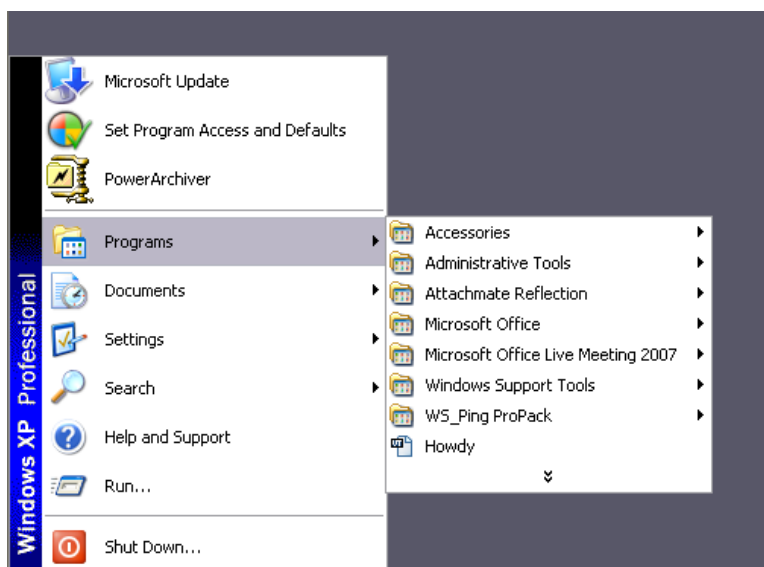 Microsoft Update
Set Program Access and Defaults
PowerArchiver
Programs
Documents
Settings
Search
Help and Support
Run...
Shut Down...
Windows XP Professional
Accessories
Administrative Tools
Attachmate Reflection
Microsoft Office
Microsoft Office Live Meeting 2007
Windows Support Tools
WS_Ping ProPack
Howdy